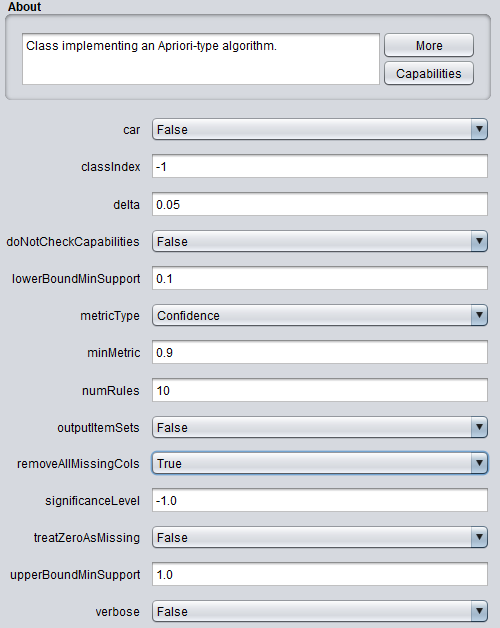 About
Class implementing an Apriori-type algorithm.
More
Capabilities
car False
classIndex -1
delta 0.05
doNotCheckCapabilities False
lowerBoundMinSupport 0.1
metricType Confidence
minMetric 0.9
numRules 10
outputItemSets False
removeAllMissingCols True
significanceLevel -1.0
treatZeroAsMissing False
upperBoundMinSupport 1.0
verbose False